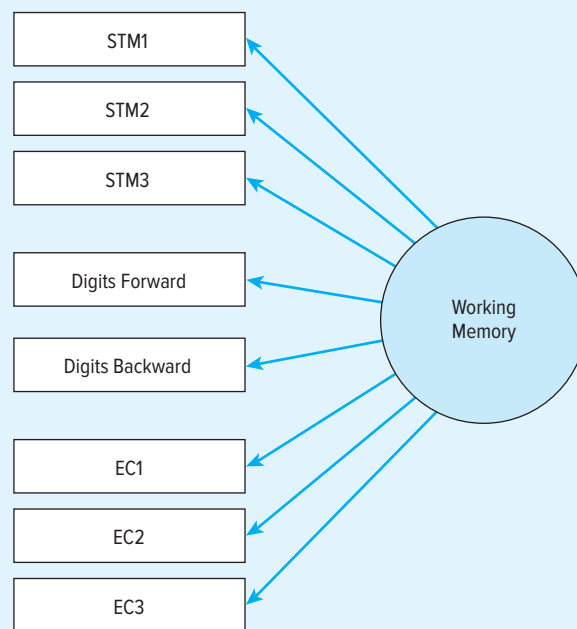 STM1
STM2
STM3
Digits Forward
Digits Backward
EC1
EC2
EC3
Working
Memory